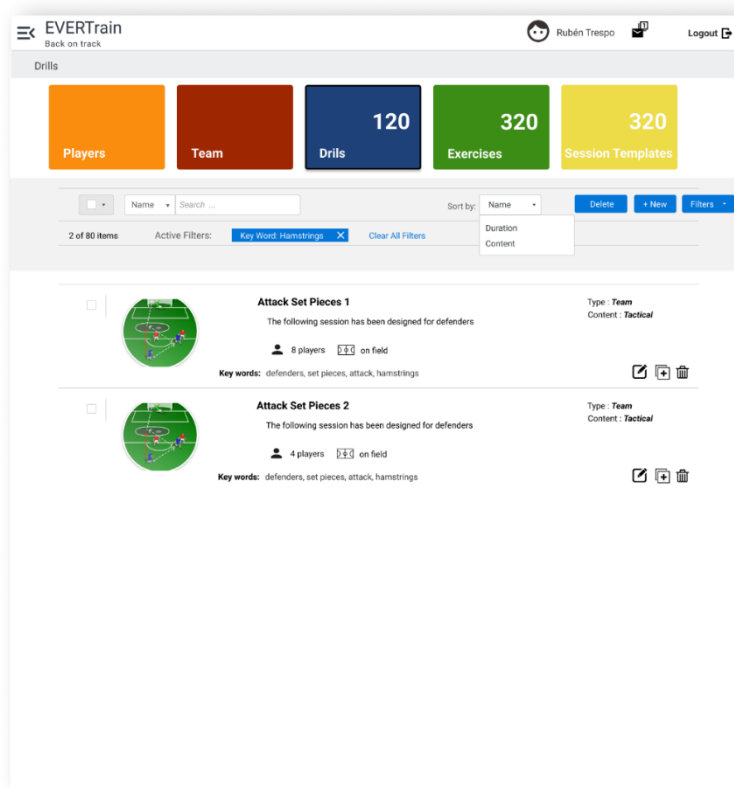 EVERTrain
Back on track
Rubén Trespo
1
Logout
Drills
Players
Team
120
Drils
320
Exercises
320
Session Templates
Name
Search ...
Sort by:
Name
Delete
+ New
Filters
Duration
Content
2 of 80 items
Active Filters:
Key Word: Hamstrings X
Clear All Filters
Attack Set Pieces 1
Type : Team
Content : Tactical
The following session has been designed for defenders
8 players
on field
Key words: defenders, set pieces, attack, hamstrings
Attack Set Pieces 2
Type : Team
Content : Tactical
The following session has been designed for defenders
4 players
on field
Key words: defenders, set pieces, attack, hamstrings